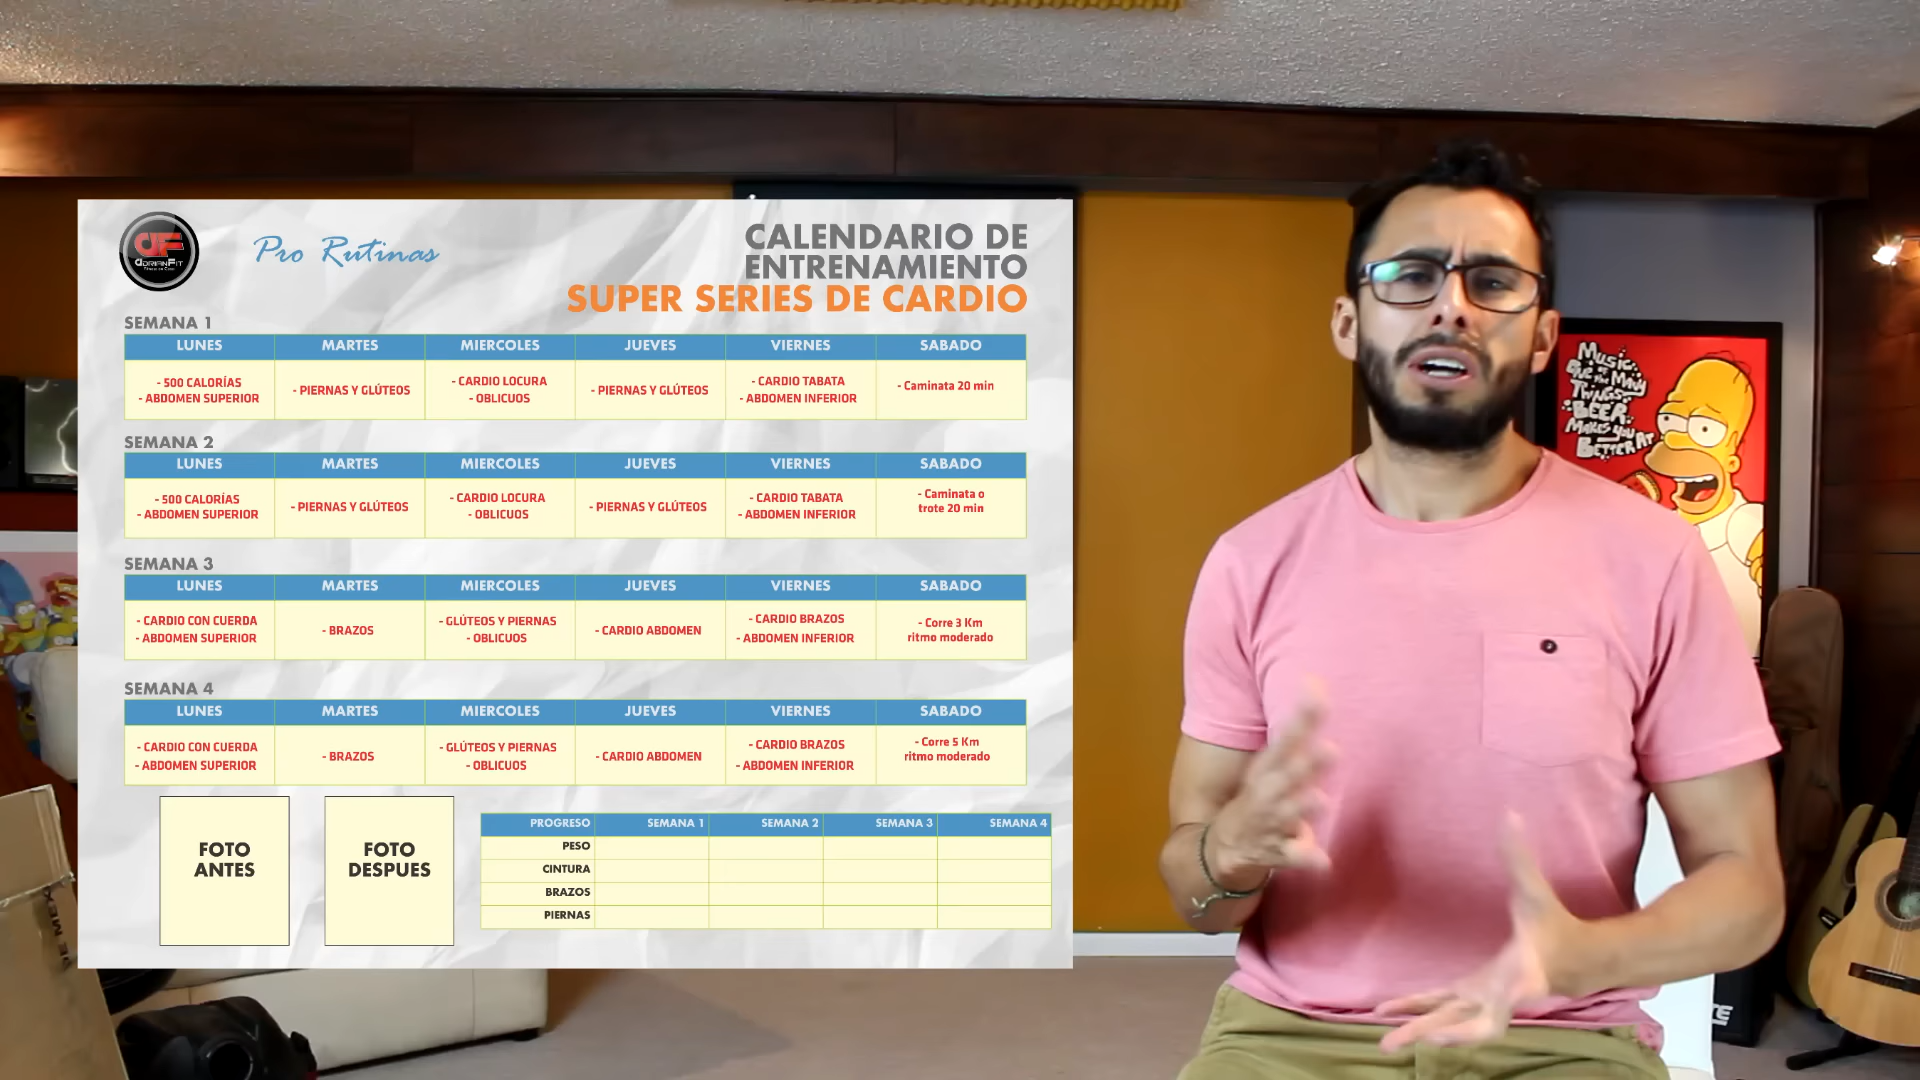 CALENDARIO DE
ENTRENAMIENTO
SUPER SERIES DE CARDIO
Pro Rutinas
DF
ADRIANFIT
SEMANA 1
LUNES MARTES MIERCOLES JUEVES VIERNES SABADO
- 500 CALORÍAS - CARDIO LOCURA - CARDIO TABATA - Caminata 20 min
- PIERNAS Y GLÚTEOS - PIERNAS Y GLÚTEOS
- ABDOMEN SUPERIOR - OBLICUOS - ABDOMEN INFERIOR
SEMANA 2
LUNES MARTES MIERCOLES JUEVES VIERNES SABADO
- 500 CALORÍAS - CARDIO LOCURA - CARDIO TABATA - Caminata o
- PIERNAS Y GLÚTEOS - PIERNAS Y GLÚTEOS trote 20 min
- ABDOMEN SUPERIOR - OBLICUOS - ABDOMEN INFERIOR
SEMANA 3
LUNES MARTES MIERCOLES JUEVES VIERNES SABADO
- CARDIO CON CUERDA - GLÚTEOS Y PIERNAS - CARDIO BRAZOS - Corre 3 Km
- BRAZOS - CARDIO ABDOMEN
- ABDOMEN SUPERIOR - OBLICUOS - ABDOMEN INFERIOR ritmo moderado
SEMANA 4
LUNES MARTES MIERCOLES JUEVES VIERNES SABADO
- CARDIO CON CUERDA - GLÚTEOS Y PIERNAS - CARDIO BRAZOS - Corre 5 Km
- BRAZOS - CARDIO ABDOMEN ritmo moderado
- ABDOMEN SUPERIOR - OBLICUOS - ABDOMEN INFERIOR
FOTO
ANTES
FOTO
DESPUES
PROGRESO SEMANA 1 SEMANA 2 SEMANA 3 SEMANA 4
PESO
CINTURA
BRAZOS
PIERNAS
BEER
MAKES YOU
BETTER AT